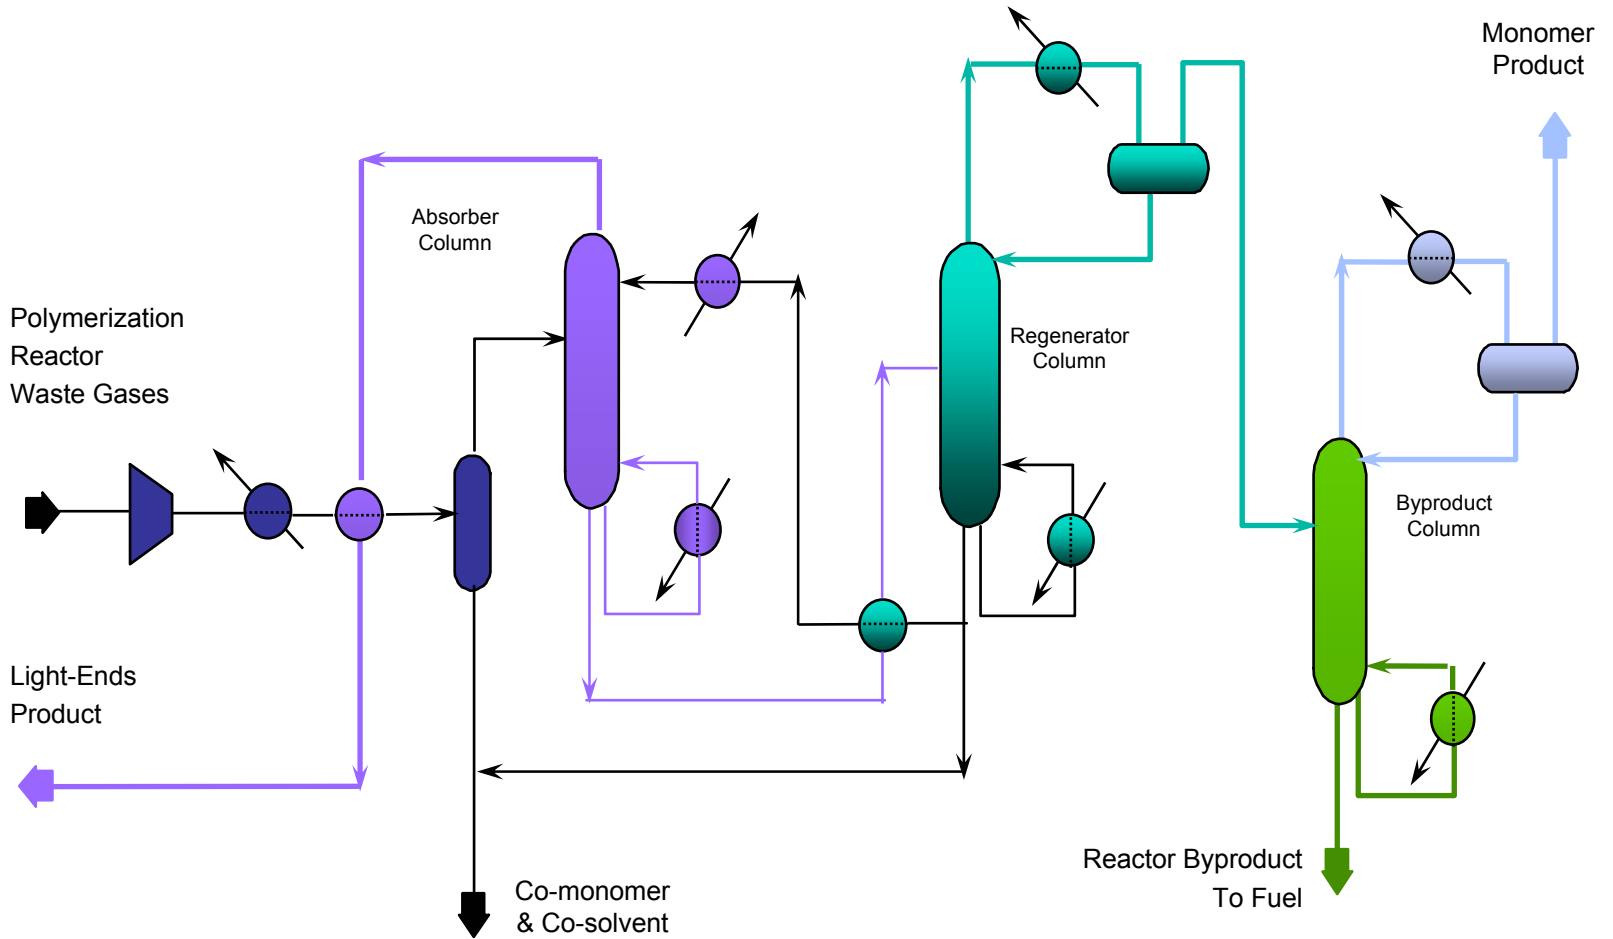 Monomer
Product
Absorber
Column
Polymerization
Reactor
Waste Gases
Regenerator
Column
Byproduct
Column
Light-Ends
Product
Reactor Byproduct
To Fuel
Co-monomer
& Co-solvent